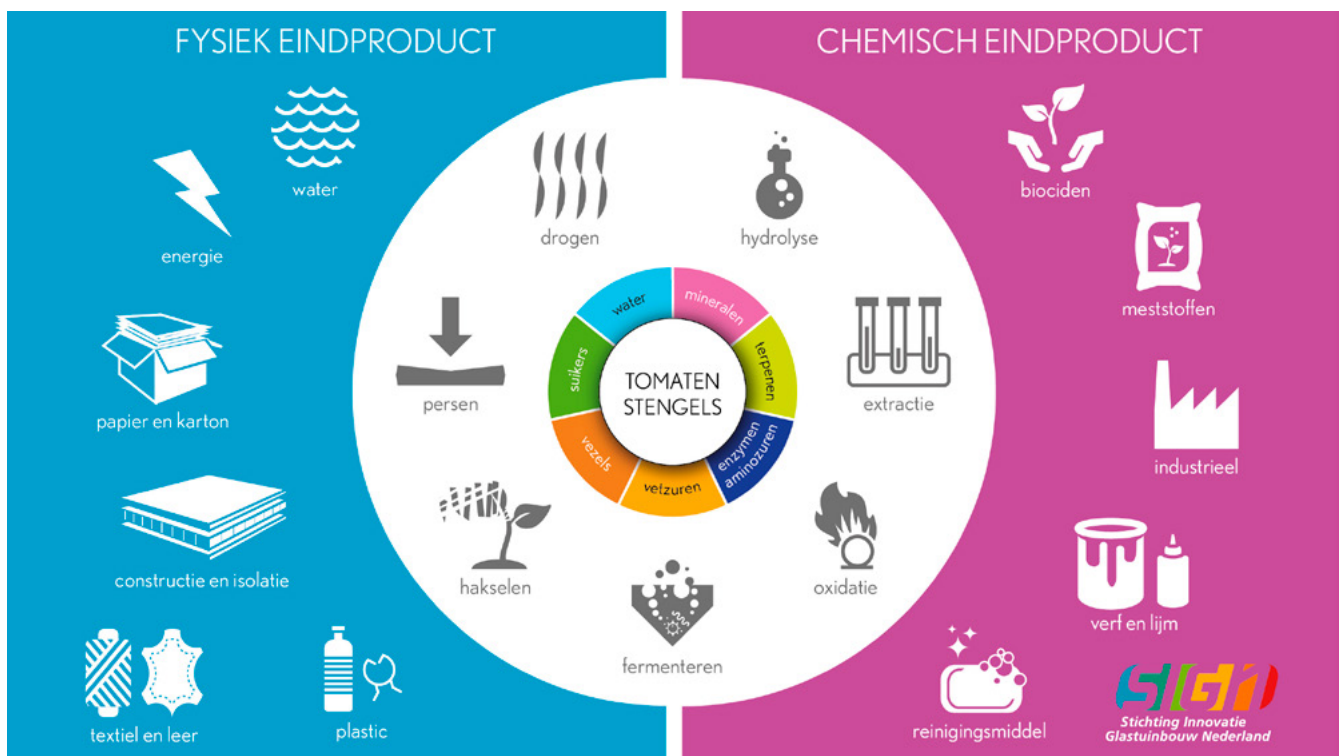 FYSIEK EINDPRODUCT
CHEMISCH EINDPRODUCT
water
energie
papier en karton
constructie en isolatie
textiel en leer
plastic
drogen
hydrolyse
persen
extractie
hakselen
oxidatie
fermenteren
water
mineralen
terpenen
enzymen
aminozuren
vetzuren
vezels
suikers
TOMATEN
STENGELS
biociden
meststoffen
industrieel
verf en lijm
reinigingsmiddel
SIGN
Stichting Innovatie
Glastuinbouw Nederland